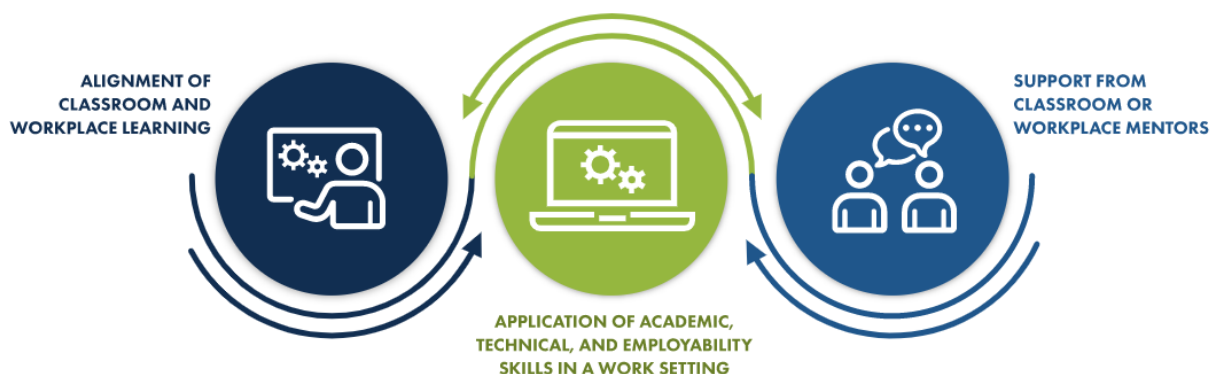 ALIGNMENT OF
CLASSROOM AND
WORKPLACE LEARNING
APPLICATION OF ACADEMIC,
TECHNICAL, AND EMPLOYABILITY
SKILLS IN A WORK SETTING
SUPPORT FROM
CLASSROOM OR
WORKPLACE MENTORS